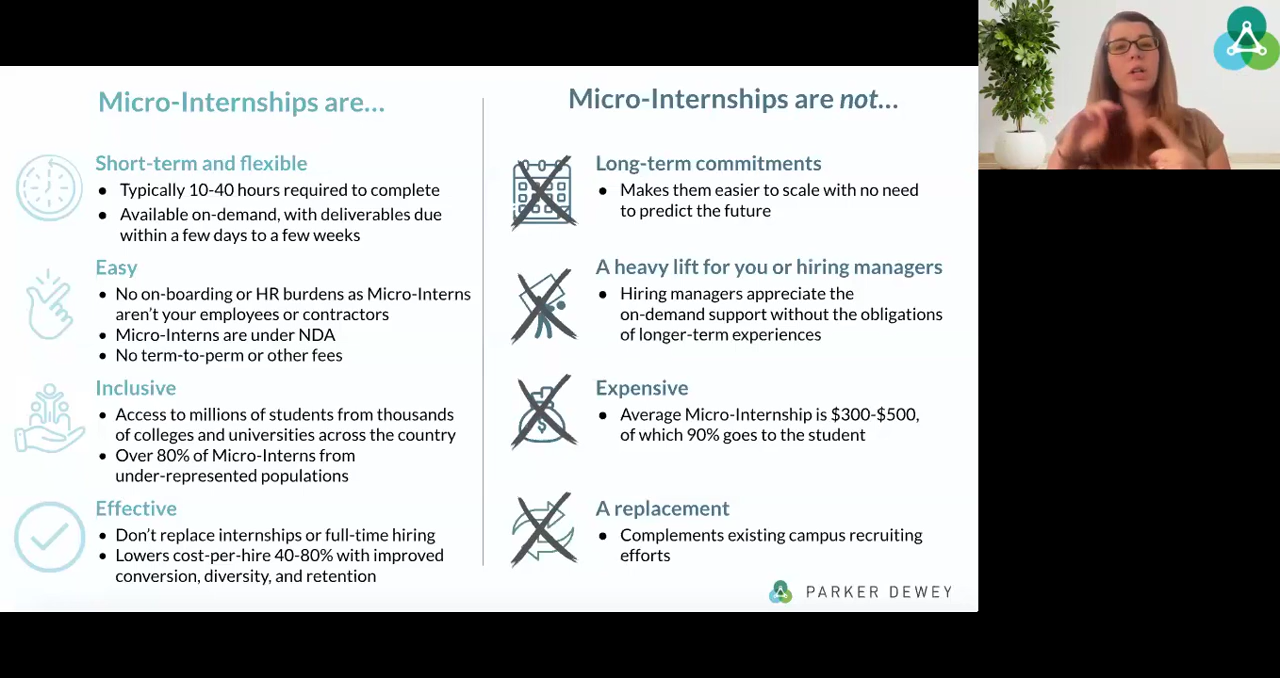 Micro-Internships are...
Short-term and flexible
• Typically 10-40 hours required to complete
• Available on-demand, with deliverables due
within a few days to a few weeks
Easy
• No on-boarding or HR burdens as Micro-Interns
aren't your employees or contractors
• Micro-Interns are under NDA
• No term-to-perm or other fees
Inclusive
• Access to millions of students from thousands
of colleges and universities across the country
• Over 80% of Micro-Interns from
under-represented populations
Effective
• Don't replace internships or full-time hiring
• Lowers cost-per-hire 40-80% with improved
conversion, diversity, and retention
Micro-Internships are not...
Long-term commitments
• Makes them easier to scale with no need
to predict the future
A heavy lift for you or hiring managers
• Hiring managers appreciate the
on-demand support without the obligations
of longer-term experiences
Expensive
• Average Micro-Internship is $300-$500,
of which 90% goes to the student
A replacement
• Complements existing campus recruiting
efforts
PARKER DEWEY